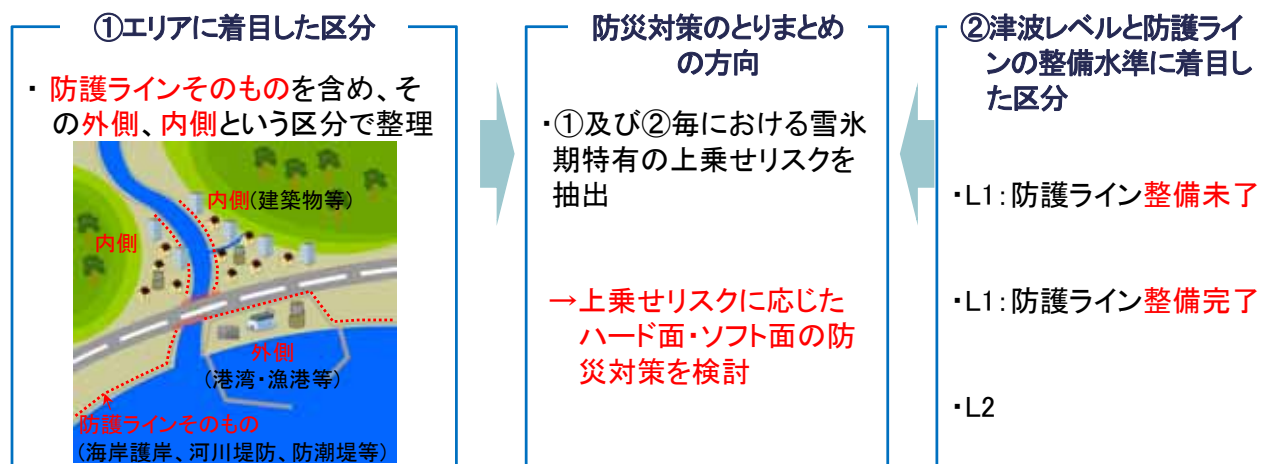 ①エリアに着目した区分
・防護ラインそのものを含め、そ
の外側、内側という区分で整理
内側(建築物等)
内側
外側
(港湾・漁港等)
防護ラインそのもの
(海岸護岸、河川堤防、防潮堤等)
防災対策のとりまとめ
の方向
・①及び②毎における雪氷
期特有の上乗せリスクを
抽出
→上乗せリスクに応じた
ハード面・ソフト面の防
災対策を検討
②津波レベルと防護ライ
ンの整備水準に着目し
た区分
・L1:防護ライン整備未了
・L1:防護ライン整備完了
・L2